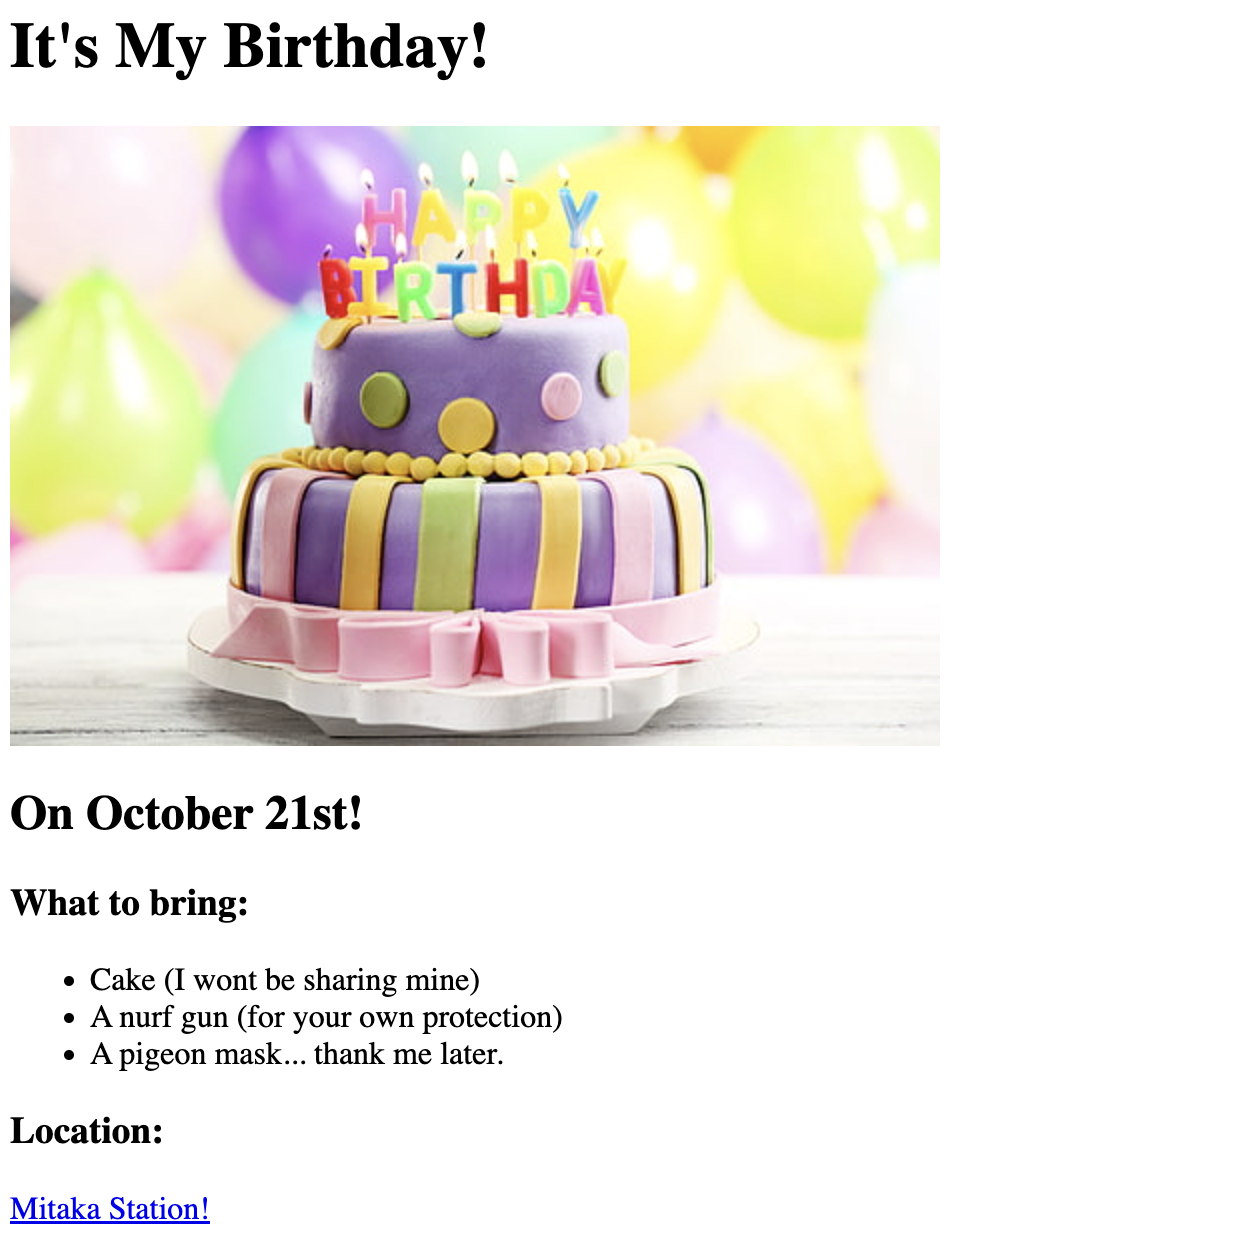 It's My Birthday!
HAPPY
BIRTHDAY
On October 21st!
What to bring:
Cake (I wont be sharing mine)
A nurf gun (for your own protection)
A pigeon mask... thank me later.
Location:
Mitaka Station!